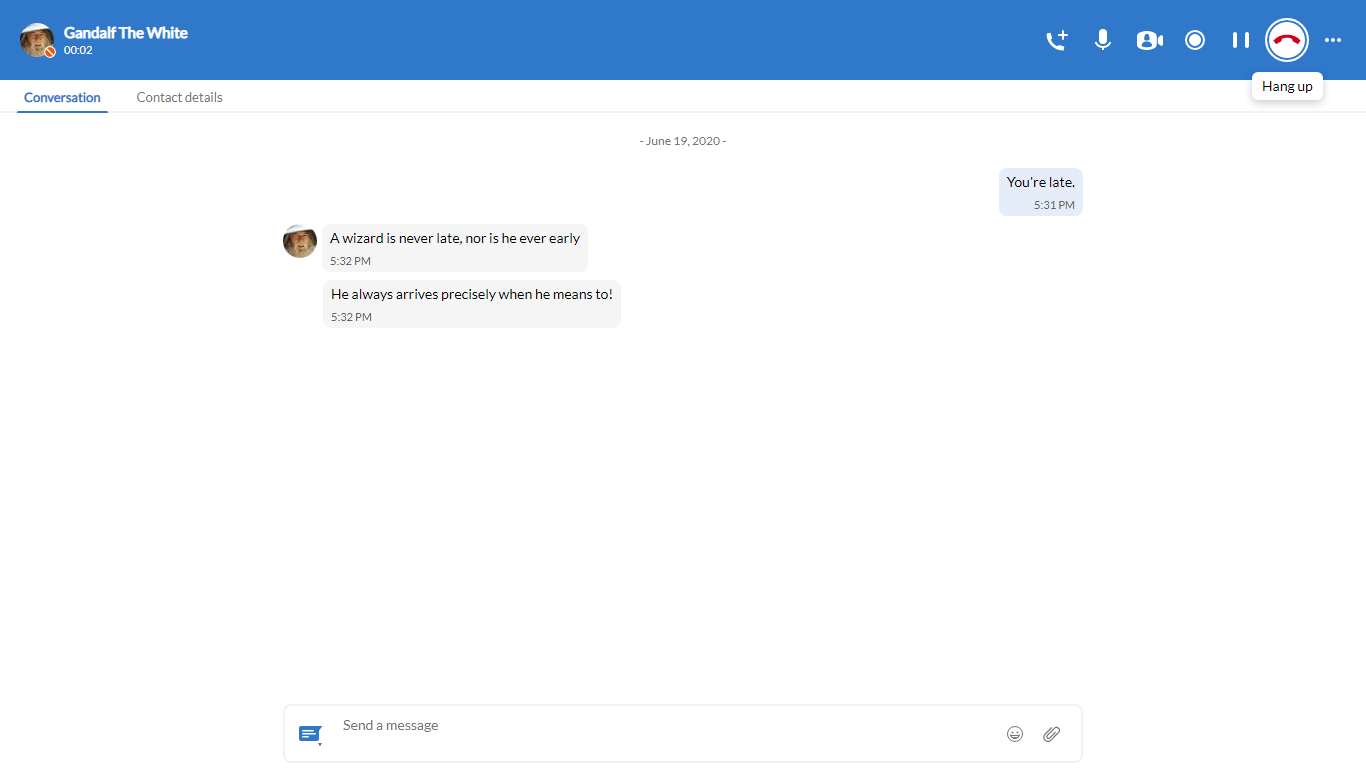 Gandalf The White
00:02
Hang up
Conversation
Contact details
- June 19, 2020 -
You're late.
5:31 PM
A wizard is never late, nor is he ever early
5:32 PM
He always arrives precisely when he means to!
5:32 PM
Send a message